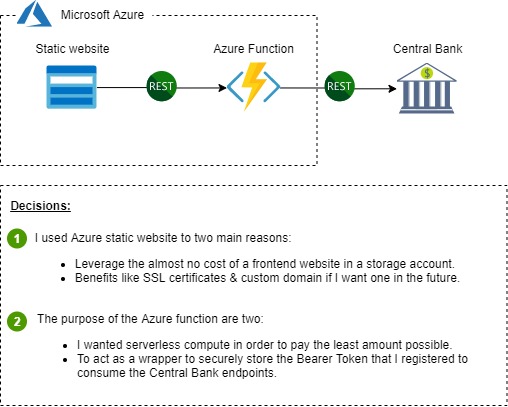 Microsoft Azure
Static website
Azure Function
Central Bank
REST
REST
$
Decisions:
1 I used Azure static website to two main reasons:
• Leverage the almost no cost of a frontend website in a storage account.
• Benefits like SSL certificates & custom domain if I want one in the future.
2 The purpose of the Azure function are two:
• I wanted serverless compute in order to pay the least amount possible.
• To act as a wrapper to securely store the Bearer Token that I registered to
consume the Central Bank endpoints.